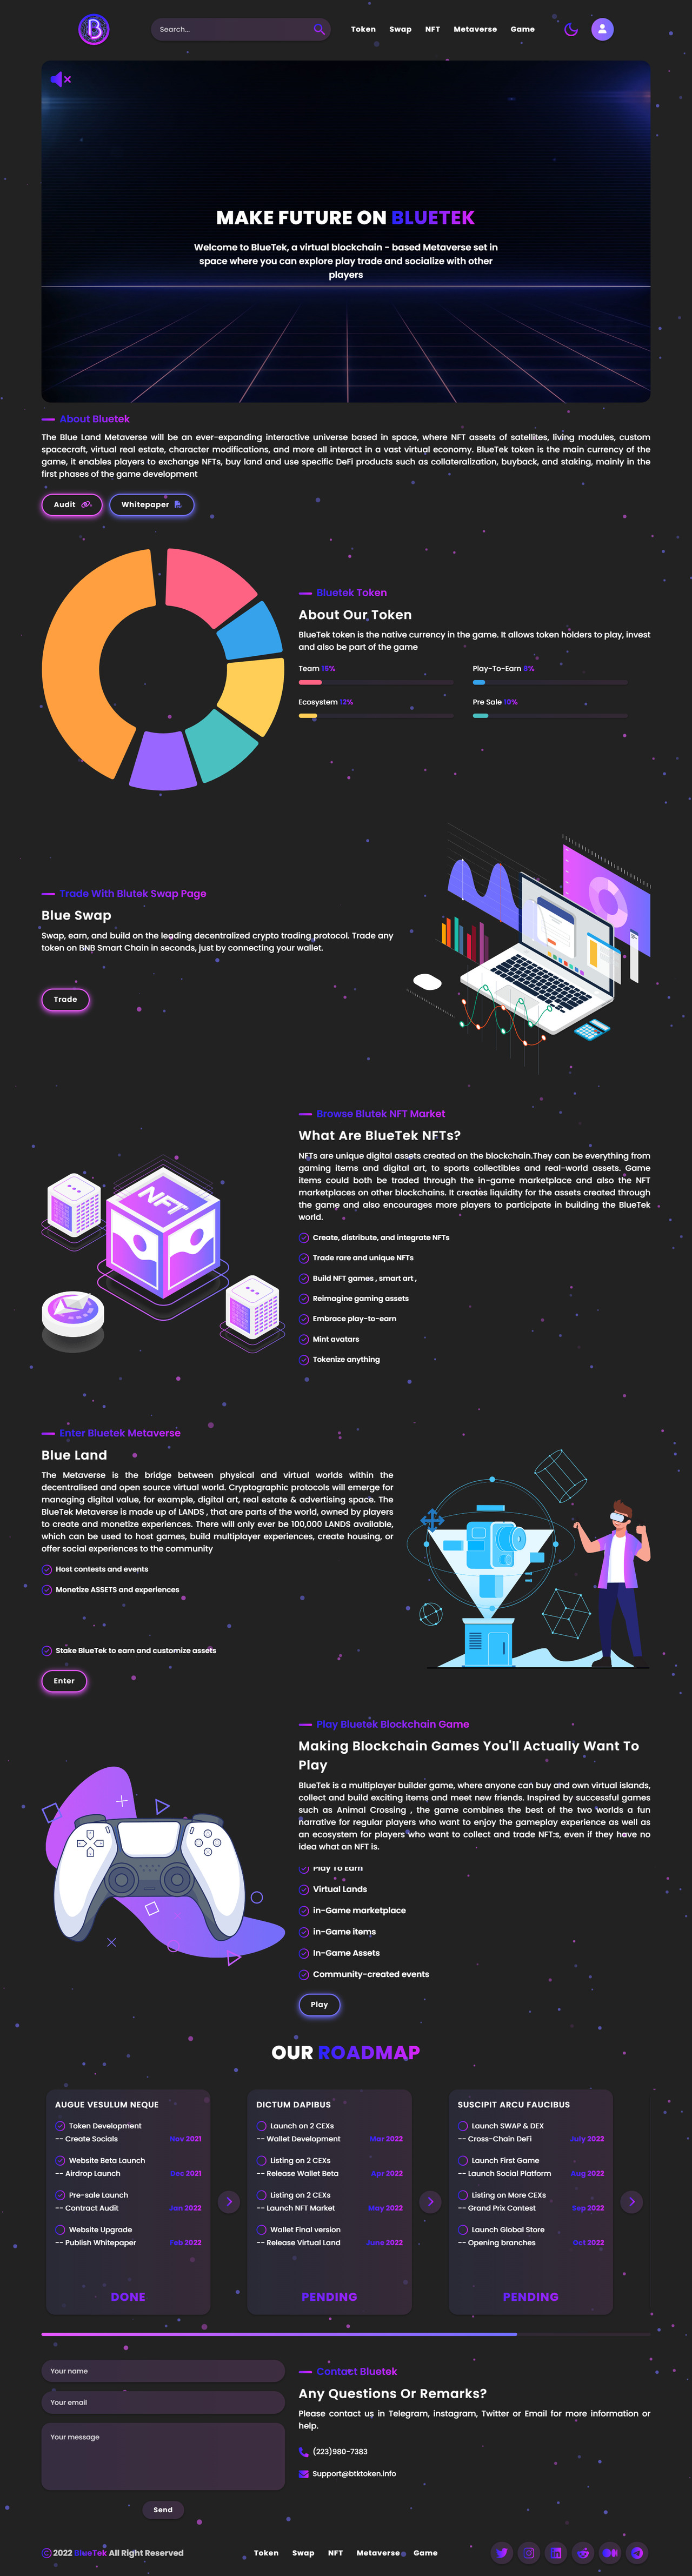 B
Search...
Token Swap NFT Metaverse Game
MAKE FUTURE ON BLUETEK
Welcome to BlueTek, a virtual blockchain - based Metaverse set in
space where you can explore play trade and socialize with other
players
About Bluetek
The Blue Land Metaverse will be an ever-expanding interactive universe based in space, where NFT assets of satellites, living modules, custom
spacecraft, virtual real estate, character modifications, and more all interact in a vast virtual economy. BlueTek token is the main currency of the
game, it enables players to exchange NFTs, buy land and use specific DeFi products such as collateralization, buyback, and staking, mainly in the
first phases of the game development
Audit Whitepaper
Bluetek Token
About Our Token
BlueTek token is the native currency in the game. It allows token holders to play, invest
and also be part of the game
Team 15% Play-To-Earn 8%
Ecosystem 12% Pre Sale 10%
Trade With Blutek Swap Page
Blue Swap
Swap, earn, and build on the leading decentralized crypto trading protocol. Trade any
token on BNB Smart Chain in seconds, just by connecting your wallet.
Trade
Browse Blutek NFT Market
What Are BlueTek NFTs?
NFTs are unique digital assets created on the blockchain.They can be everything from
gaming items and digital art, to sports collectibles and real-world assets. Game
items could both be traded through the in-game marketplace and also the NFT
marketplaces on other blockchains. It creates liquidity for the assets created through
the game and also encourages more players to participate in building the BlueTek
world.
Create, distribute, and integrate NFTs
Trade rare and unique NFTs
Build NFT games , smart art ,
Reimagine gaming assets
Embrace play-to-earn
Mint avatars
Tokenize anything
NFT
Enter Bluetek Metaverse
Blue Land
The Metaverse is the bridge between physical and virtual worlds within the
decentralised and open source virtual world. Cryptographic protocols will emerge for
managing digital value, for example, digital art, real estate & advertising space. The
BlueTek Metaverse is made up of LANDS , that are parts of the world, owned by players
to create and monetize experiences. There will only ever be 100,000 LANDS available,
which can be used to host games, build multiplayer experiences, create housing, or
offer social experiences to the community
Host contests and events
Monetize ASSETS and experiences
Stake BlueTek to earn and customize assets
Enter
Play Bluetek Blockchain Game
Making Blockchain Games You'll Actually Want To
Play
BlueTek is a multiplayer builder game, where anyone can buy and own virtual islands,
collect and build exciting items and meet new friends. Inspired by successful games
such as Animal Crossing , the game combines the best of the two worlds a fun
narrative for regular players who want to enjoy the gameplay experience as well as
an ecosystem for players who want to collect and trade NFT:s, even if they have no
idea what an NFT is.
Play To Earn
Virtual Lands
in-Game marketplace
in-Game items
In-Game Assets
Community-created events
Play
OUR ROADMAP
AUGUE VESULUM NEQUE
Token Development
-- Create Socials Nov 2021
Website Beta Launch
-- Airdrop Launch Dec 2021
Pre-sale Launch
-- Contract Audit Jan 2022
Website Upgrade
-- Publish Whitepaper Feb 2022
DONE
DICTUM DAPIBUS
Launch on 2 CEXs
-- Wallet Development Mar 2022
Listing on 2 CEXs
-- Release Wallet Beta Apr 2022
Listing on 2 CEXs
-- Launch NFT Market May 2022
Wallet Final version
-- Release Virtual Land June 2022
PENDING
SUSCIPIT ARCU FAUCIBUS
Launch SWAP & DEX
-- Cross-Chain DeFi July 2022
Launch First Game
-- Launch Social Platform Aug 2022
Listing on More CEXs
-- Grand Prix Contest Sep 2022
Launch Global Store
-- Opening branches Oct 2022
PENDING
Your name
Your email
Your message
Send
Contact Bluetek
Any Questions Or Remarks?
Please contact us in Telegram, instagram, Twitter or Email for more information or
help.
(223)980-7383
Support@btktoken.info
© 2022 BlueTek All Right Reserved
Token Swap NFT Metaverse Game